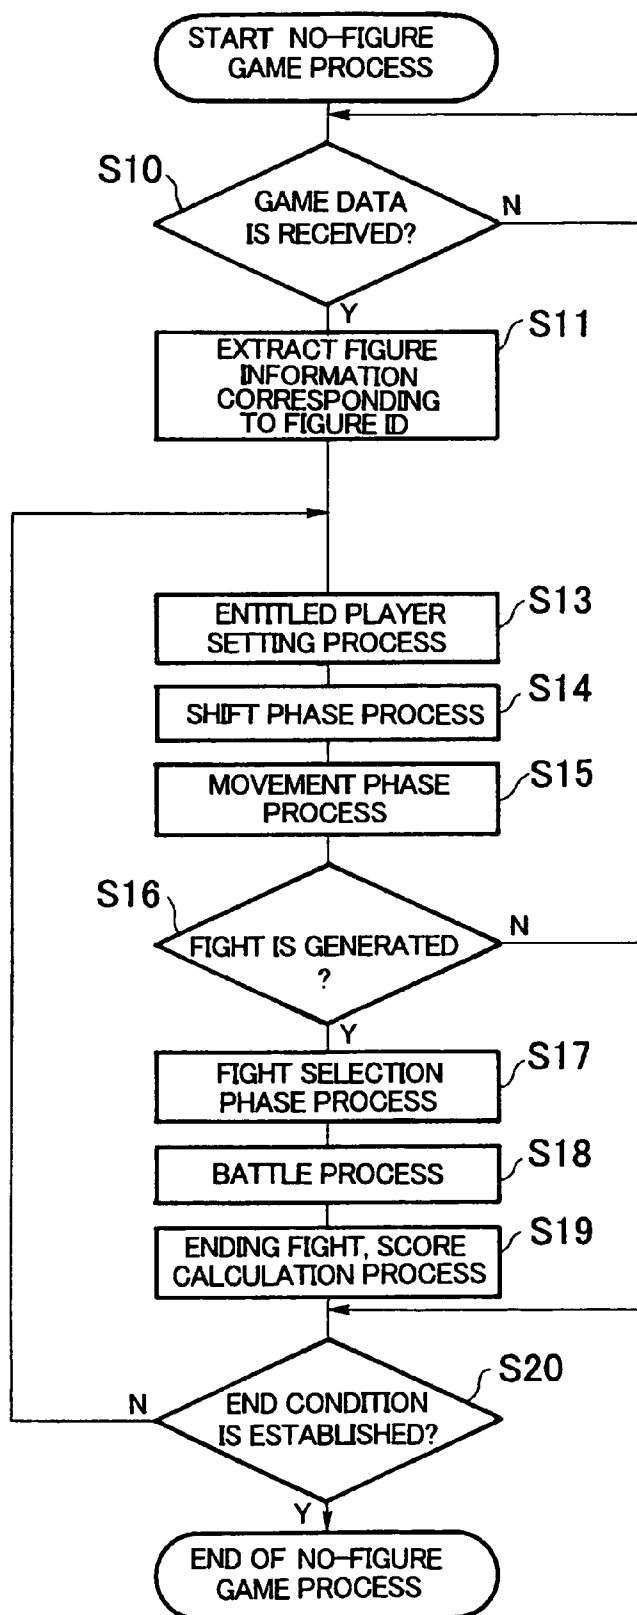 START NO-FIGURE
GAME PROCESS
S10
GAME DATA
IS RECEIVED?
N
Y
S11
EXTRACT FIGURE
INFORMATION
CORRESPONDING
TO FIGURE ID
S13
ENTITLED PLAYER
SETTING PROCESS
S14
SHIFT PHASE PROCESS
S15
MOVEMENT PHASE
PROCESS
S16
FIGHT IS GENERATED
?
N
Y
S17
FIGHT SELECTION
PHASE PROCESS
S18
BATTLE PROCESS
S19
ENDING FIGHT, SCORE
CALCULATION PROCESS
S20
N
END CONDITION
IS ESTABLISHED?
Y
END OF NO-FIGURE
GAME PROCESS